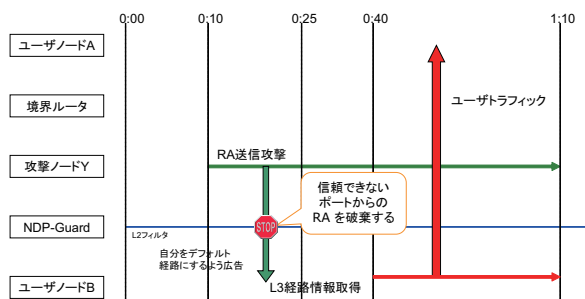 0:00
0:10
0:25
0:40
1:10
ユーザノードA
境界ルータ
ユーザトラフィック
攻撃ノードY
RA送信攻撃
信頼できない
ポートからの
RA を破棄する
NDP-Guard
STOP
L2フィルタ
自分をデフォルト
経路にするよう広告
L3経路情報取得
ユーザノードB